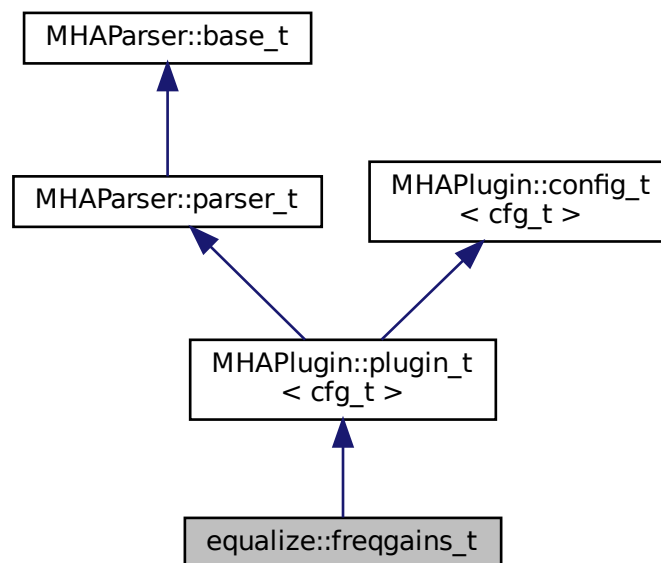 MHAParser::base_t
MHAParser::parser_t
MHAPlugin::config_t
< cfg_t >
MHAPlugin::plugin_t
< cfg_t >
equalize::freqgains_t